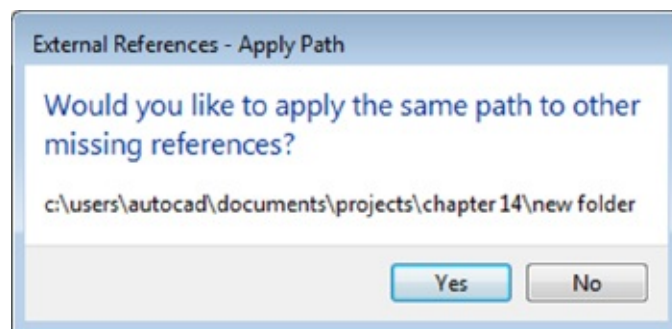 External References - Apply Path
Would you like to apply the same path to other
missing references?
c:\users\autocad\documents\projects\chapter 14\new folder
Yes No